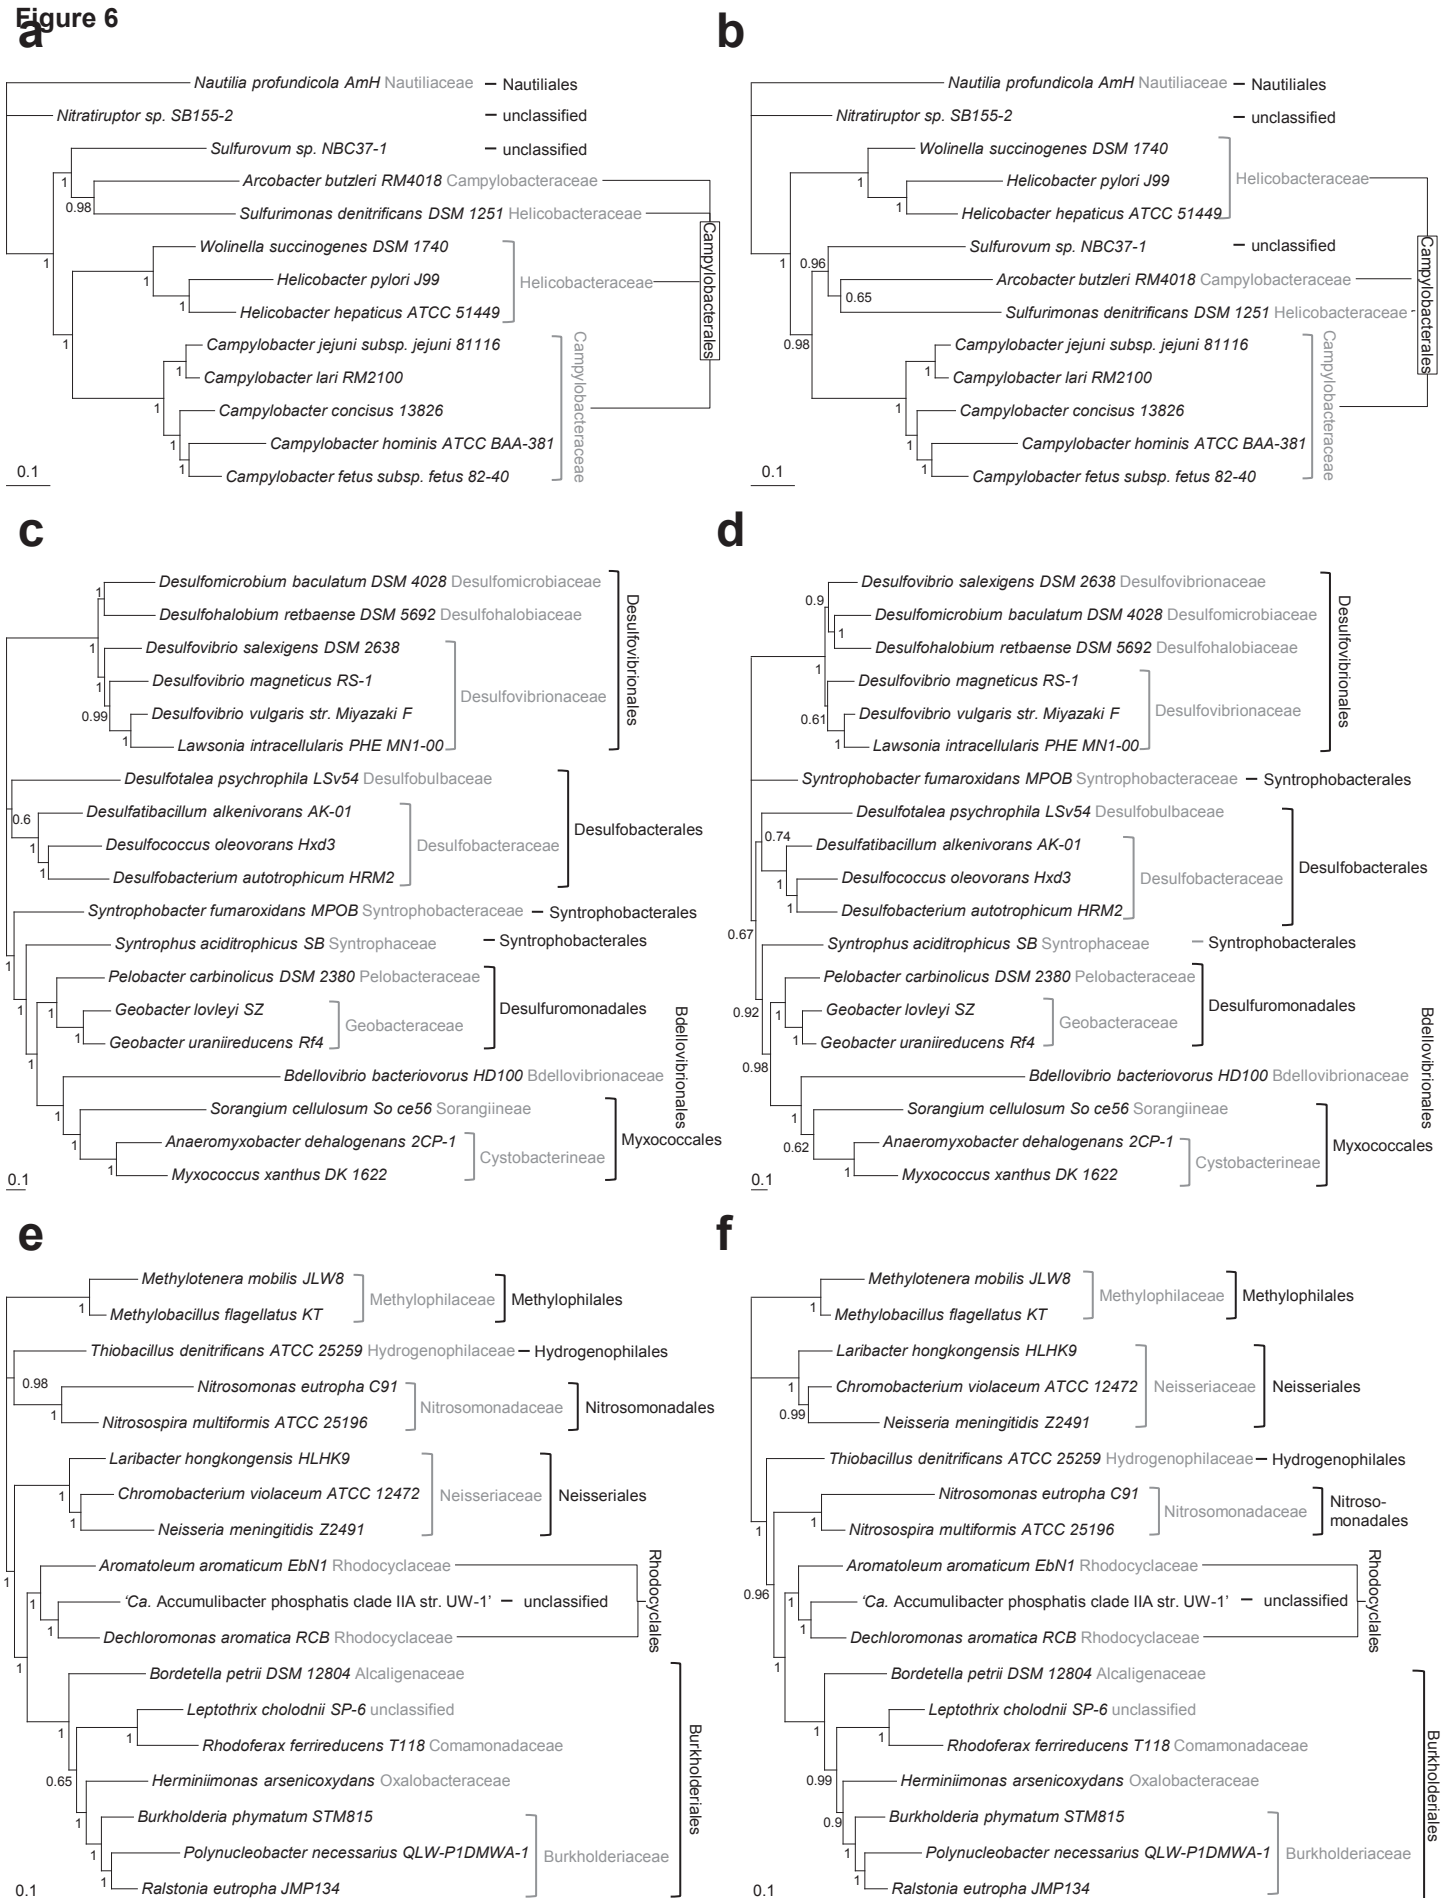 Figure 6
a
Nautilia profundicola AmH Nautiliaceae – Nautiliales
Nitratiruptor sp. SB155-2 – unclassified
Sulfurovum sp. NBC37-1 – unclassified
1
Arcobacter butzleri RM4018 Campylobacteraceae
0.98
Sulfurimonas denitrificans DSM 1251 Helicobacteraceae
Wolinella succinogenes DSM 1740
1
1
Helicobacter pylori J99
Helicobacteraceae
1
Helicobacter hepaticus ATCC 51449
1
Campylobacterales
Campylobacter jejuni subsp. jejuni 81116
1
Campylobacter lari RM2100
1
Campylobacter concisus 13826
1
Campylobacter hominis ATCC BAA-381
1
Campylobacter fetus subsp. fetus 82-40
Campylobacteraceae
0.1
b
Nautilia profundicola AmH Nautiliaceae – Nautiliales
Nitratiruptor sp. SB155-2 – unclassified
Wolinella succinogenes DSM 1740
1
Helicobacter pylori J99
Helicobacteraceae
1
Helicobacter hepaticus ATCC 51449
Sulfurovum sp. NBC37-1 – unclassified
1
0.96
Arcobacter butzleri RM4018 Campylobacteraceae
0.65
Sulfurimonas denitrificans DSM 1251 Helicobacteraceae
0.98
Campylobacterales
Campylobacter jejuni subsp. jejuni 81116
1
Campylobacter lari RM2100
1
Campylobacter concisus 13826
1
Campylobacter hominis ATCC BAA-381
1
Campylobacter fetus subsp. fetus 82-40
Campylobacteraceae
0.1
c
Desulfomicrobium baculatum DSM 4028 Desulfomicrobiaceae
1
Desulfohalobium retbaense DSM 5692 Desulfohalobiaceae
1
Desulfovibrio salexigens DSM 2638
1
Desulfovibrio magneticus RS-1
Desulfovibrionaceae
0.99
Desulfovibrio vulgaris str. Miyazaki F
1
Lawsonia intracellularis PHE MN1-00
Desulfovibrionales
Desulfotalea psychrophila LSv54 Desulfobulbaceae
0.6
Desulfatibacillum alkenivorans AK-01
Desulfobacterales
1
Desulfococcus oleovorans Hxd3
Desulfobacteraceae
1
Desulfobacterium autotrophicum HRM2
Syntrophobacter fumaroxidans MPOB Syntrophobacteraceae – Syntrophobacterales
1
Syntrophus aciditrophicus SB Syntrophaceae – Syntrophobacterales
1
Pelobacter carbinolicus DSM 2380 Pelobacteraceae
1
Geobacter lovleyi SZ
Desulfuromonadales
Geobacteraceae
1
Geobacter uraniireducens Rf4
1
Bdellovibrio bacteriovorus HD100 Bdellovibrionaceae
Bdellovibrionales
1
Sorangium cellulosum So ce56 Sorangiineae
1
Anaeromyxobacter dehalogenans 2CP-1
Myxococcales
Cystobacterineae
1
Myxococcus xanthus DK 1622
0.1
d
Desulfovibrio salexigens DSM 2638 Desulfovibrionaceae
0.9
Desulfomicrobium baculatum DSM 4028 Desulfomicrobiaceae
1
Desulfohalobium retbaense DSM 5692 Desulfohalobiaceae
1
Desulfovibrio magneticus RS-1
0.61
Desulfovibrio vulgaris str. Miyazaki F
Desulfovibrionaceae
1
Lawsonia intracellularis PHE MN1-00
Desulfovibrionales
Syntrophobacter fumaroxidans MPOB Syntrophobacteraceae – Syntrophobacterales
Desulfotalea psychrophila LSv54 Desulfobulbaceae
0.74
Desulfatibacillum alkenivorans AK-01
Desulfobacterales
1
Desulfococcus oleovorans Hxd3
Desulfobacteraceae
1
Desulfobacterium autotrophicum HRM2
0.67
Syntrophus aciditrophicus SB Syntrophaceae – Syntrophobacterales
Pelobacter carbinolicus DSM 2380 Pelobacteraceae
0.92
1
Geobacter lovleyi SZ
Desulfuromonadales
Geobacteraceae
1
Geobacter uraniireducens Rf4
0.98
Bdellovibrio bacteriovorus HD100 Bdellovibrionaceae
Bdellovibrionales
1
Sorangium cellulosum So ce56 Sorangiineae
0.62
Anaeromyxobacter dehalogenans 2CP-1
Myxococcales
Cystobacterineae
1
Myxococcus xanthus DK 1622
0.1
e
Methylotenera mobilis JLW8
1
Methylophilaceae
Methylophilales
Methylobacillus flagellatus KT
Thiobacillus denitrificans ATCC 25259 Hydrogenophilaceae – Hydrogenophilales
0.98
Nitrosomonas eutropha C91
1
Nitrosomonadaceae
Nitrosomonadales
Nitrosospira multiformis ATCC 25196
Laribacter hongkongensis HLHK9
1
Chromobacterium violaceum ATCC 12472
Neisseriaceae
Neisseriales
1
Neisseria meningitidis Z2491
Aromatoleum aromaticum EbN1 Rhodocyclaceae
1
1
‘Ca. Accumulibacter phosphatis clade IIA str. UW-1’ – unclassified
Rhodocyclales
1
Dechloromonas aromatica RCB Rhodocyclaceae
1
Bordetella petrii DSM 12804 Alcaligenaceae
1
Leptothrix cholodnii SP-6 unclassified
1
Rhodoferax ferrireducens T118 Comamonadaceae
0.65
Herminiimonas arsenicoxydans Oxalobacteraceae
Burkholderiales
1
Burkholderia phymatum STM815
1
Polynucleobacter necessarius QLW-P1DMWA-1
Burkholderiaceae
1
Ralstonia eutropha JMP134
0.1
f
Methylotenera mobilis JLW8
1
Methylophilaceae
Methylophilales
Methylobacillus flagellatus KT
Laribacter hongkongensis HLHK9
1
Chromobacterium violaceum ATCC 12472
Neisseriaceae
Neisseriales
0.99
Neisseria meningitidis Z2491
Thiobacillus denitrificans ATCC 25259 Hydrogenophilaceae – Hydrogenophilales
Nitrosomonas eutropha C91
1
1
Nitrosomonadaceae
Nitroso-
monadales
Nitrosospira multiformis ATCC 25196
Aromatoleum aromaticum EbN1 Rhodocyclaceae
0.96
1
‘Ca. Accumulibacter phosphatis clade IIA str. UW-1’ – unclassified
Rhodocyclales
1
Dechloromonas aromatica RCB Rhodocyclaceae
1
Bordetella petrii DSM 12804 Alcaligenaceae
1
Leptothrix cholodnii SP-6 unclassified
1
Rhodoferax ferrireducens T118 Comamonadaceae
0.99
Herminiimonas arsenicoxydans Oxalobacteraceae
Burkholderiales
0.9
Burkholderia phymatum STM815
1
Polynucleobacter necessarius QLW-P1DMWA-1
Burkholderiaceae
1
Ralstonia eutropha JMP134
0.1